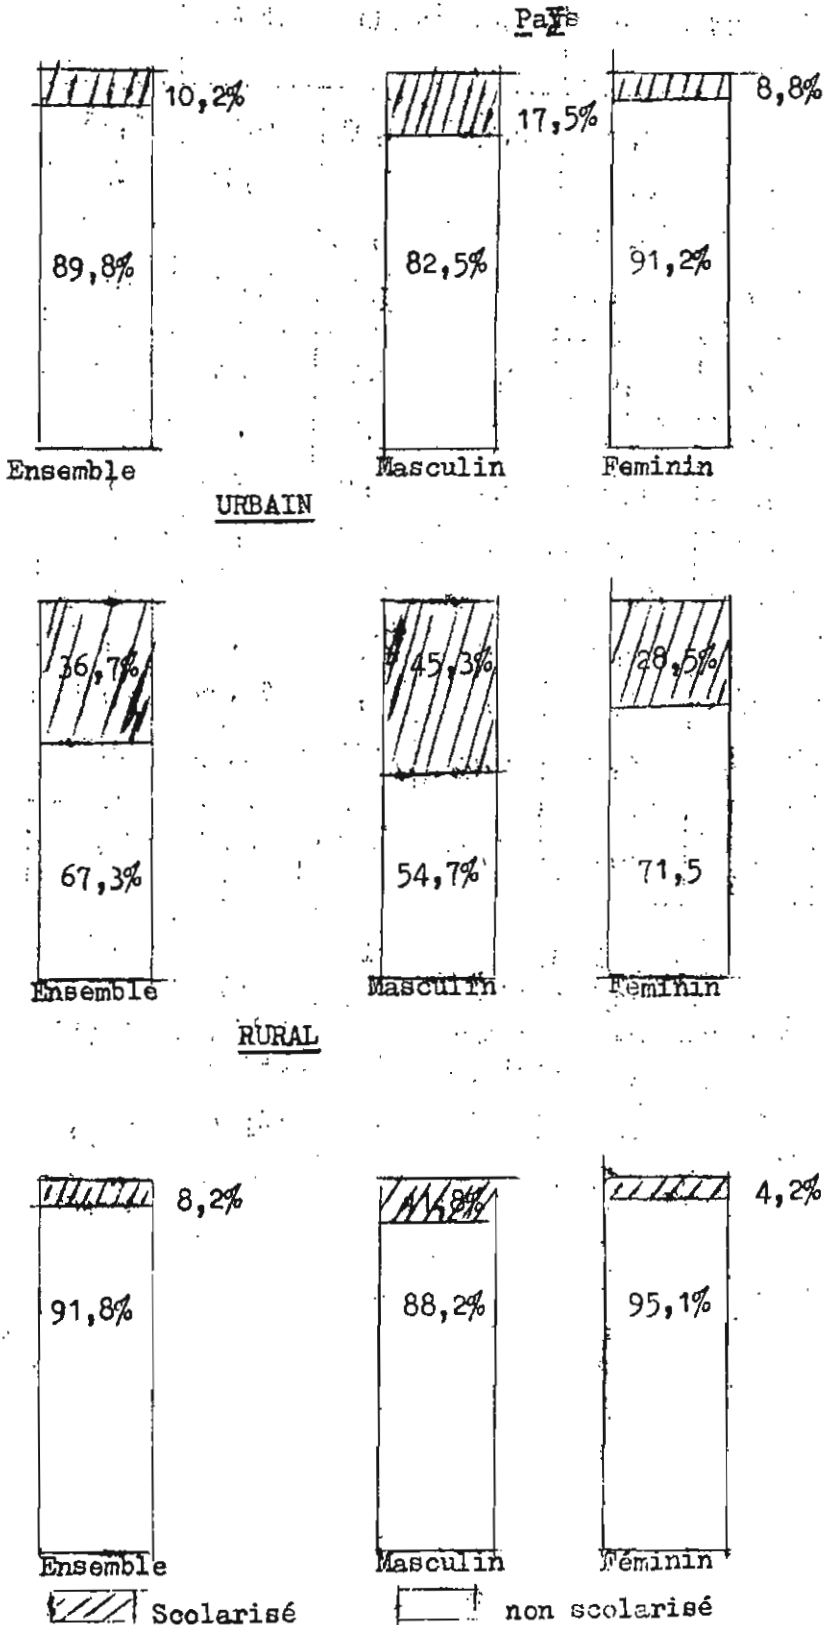 Pays
10,2% 17,5% 8,8%
89,8% 82,5% 91,2%
Ensemble Masculin Feminin
URBAIN
36,7% 45,3% 28,5%
67,3% 54,7% 71,5
Ensemble Masculin Feminin
RURAL
8,2% 8% 4,2%
91,8% 88,2% 95,1%
Ensemble Masculin Féminin
Scolarisé non scolarisé